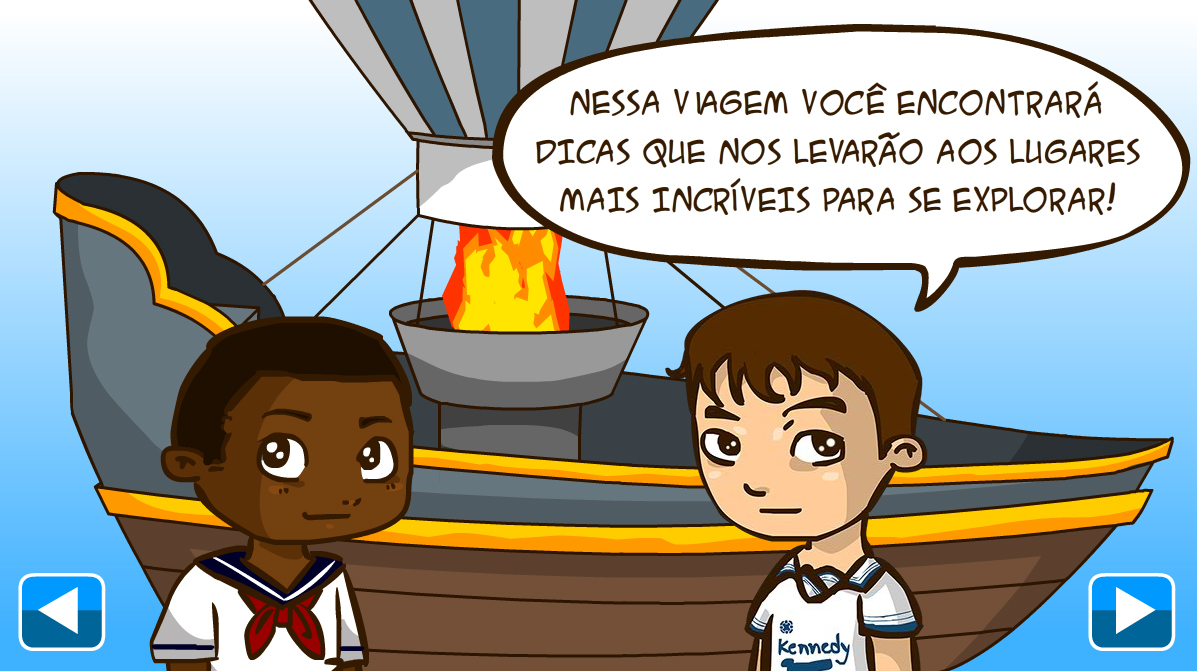 NESSA VIAGEM VOCÊ ENCONTRARÁ
DICAS QUE NOS LEVARÃO AOS LUGARES
MAIS INCRÍVEIS PARA SE EXPLORAR!
Kennedy